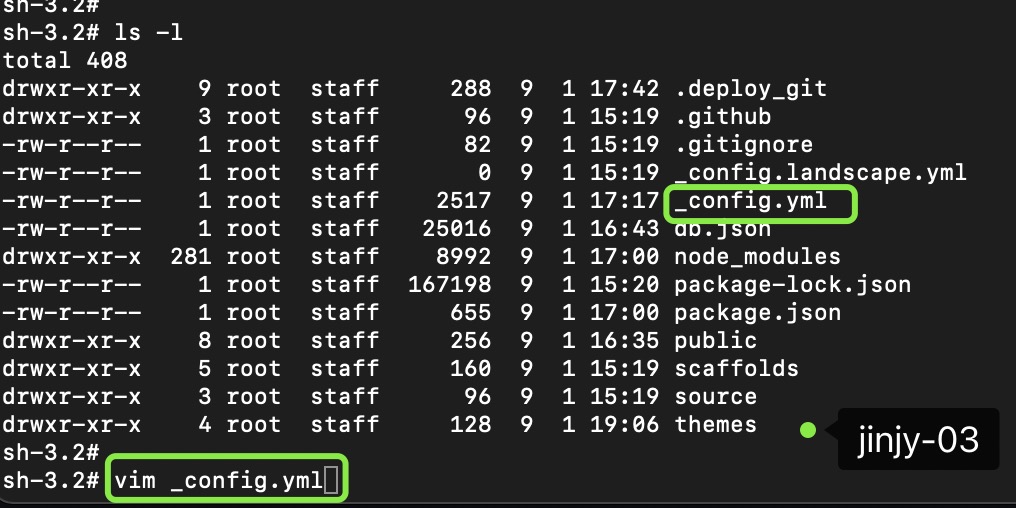 sh-3.2#
sh-3.2# ls -l
total 408
drwxr-xr-x    9 root  staff     288  9  1 17:42 .deploy_git
drwxr-xr-x    3 root  staff      96  9  1 15:19 .github
-rw-r--r--    1 root  staff      82  9  1 15:19 .gitignore
-rw-r--r--    1 root  staff       0  9  1 15:19 _config.landscape.yml
-rw-r--r--    1 root  staff    2517  9  1 17:17 _config.yml
-rw-r--r--    1 root  staff   25016  9  1 16:43 db.json
drwxr-xr-x  281 root  staff    8992  9  1 17:00 node_modules
-rw-r--r--    1 root  staff  167198  9  1 15:20 package-lock.json
-rw-r--r--    1 root  staff     655  9  1 17:00 package.json
drwxr-xr-x    8 root  staff     256  9  1 16:35 public
drwxr-xr-x    5 root  staff     160  9  1 15:19 scaffolds
drwxr-xr-x    3 root  staff      96  9  1 15:19 source
drwxr-xr-x    4 root  staff     128  9  1 19:06 themes
jinjy-03
sh-3.2#
sh-3.2# vim _config.yml